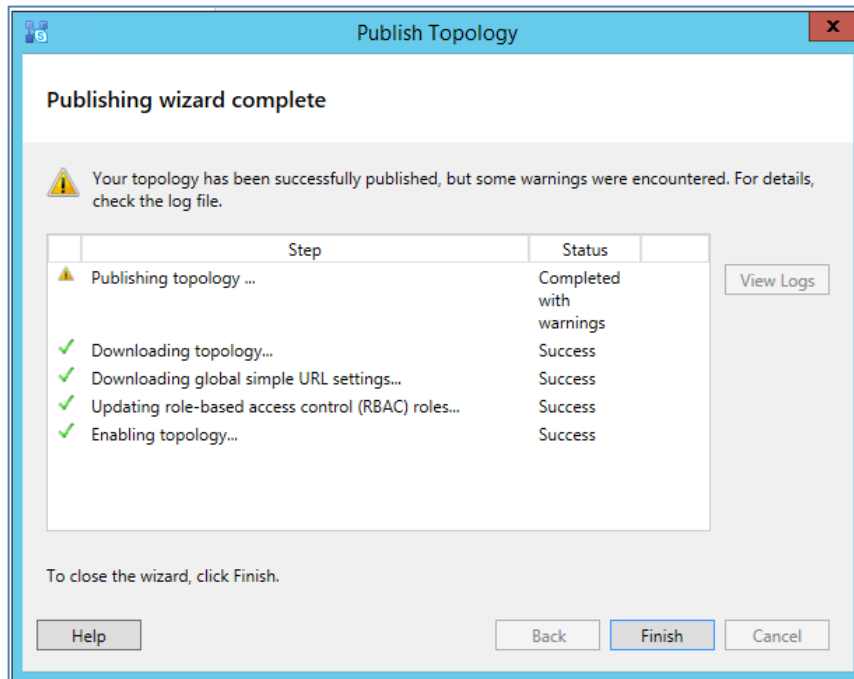 Publish Topology
x
Publishing wizard complete
Your topology has been successfully published, but some warnings were encountered. For details,
check the log file.
Step Status
Publishing topology ... Completed
with
warnings
View Logs
Downloading topology... Success
Downloading global simple URL settings... Success
Updating role-based access control (RBAC) roles... Success
Enabling topology... Success
To close the wizard, click Finish.
Help Back Finish Cancel